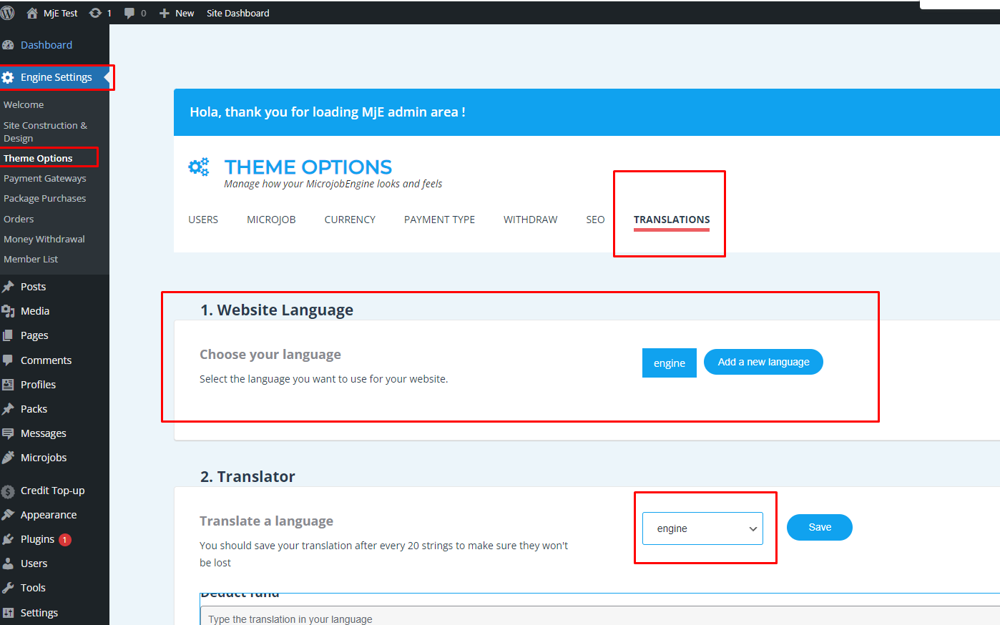 MjE Test 1 0 New Site Dashboard
Dashboard
Engine Settings
Welcome
Site Construction &
Design
Theme Options
Payment Gateways
Package Purchases
Orders
Money Withdrawal
Member List
Posts
Media
Pages
Comments
Profiles
Packs
Messages
Microjobs
Credit Top-up
Appearance
Plugins 1
Users
Tools
Settings
Hola, thank you for loading MjE admin area !
THEME OPTIONS
Manage how your MicrojobEngine looks and feels
USERS MICROJOB CURRENCY PAYMENT TYPE WITHDRAW SEO TRANSLATIONS
1. Website Language
Choose your language
engine Add a new language
Select the language you want to use for your website.
2. Translator
Translate a language
engine Save
You should save your translation after every 20 strings to make sure they won't
be lost
Deduct fund
Type the translation in your language